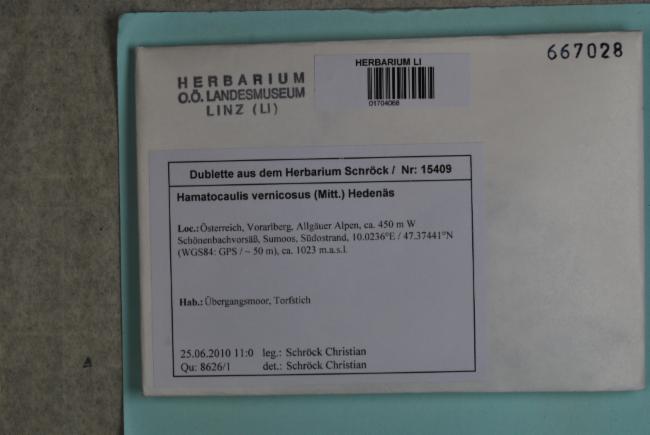 667028
HERBARIUM
O.Ö. LANDESMUSEUM
LINZ (LI)
HERBARIUM LI
01704068
Dublette aus dem Herbarium Schröck / Nr: 15409
Hamatocaulis vernicosus (Mitt.) Hedenäs
Loc.: Österreich, Vorarlberg, Allgäuer Alpen, ca. 450 m W
Schönenbachvorsäß, Sumoos, Südostrand, 10.0236°E / 47.37441°N
(WGS84: GPS / ~ 50 m), ca. 1023 m.a.s.l.
Hab.: Übergangsmoor, Torfstich
25.06.2010 11:0 leg.: Schröck Christian
Qu: 8626/1 det.: Schröck Christian